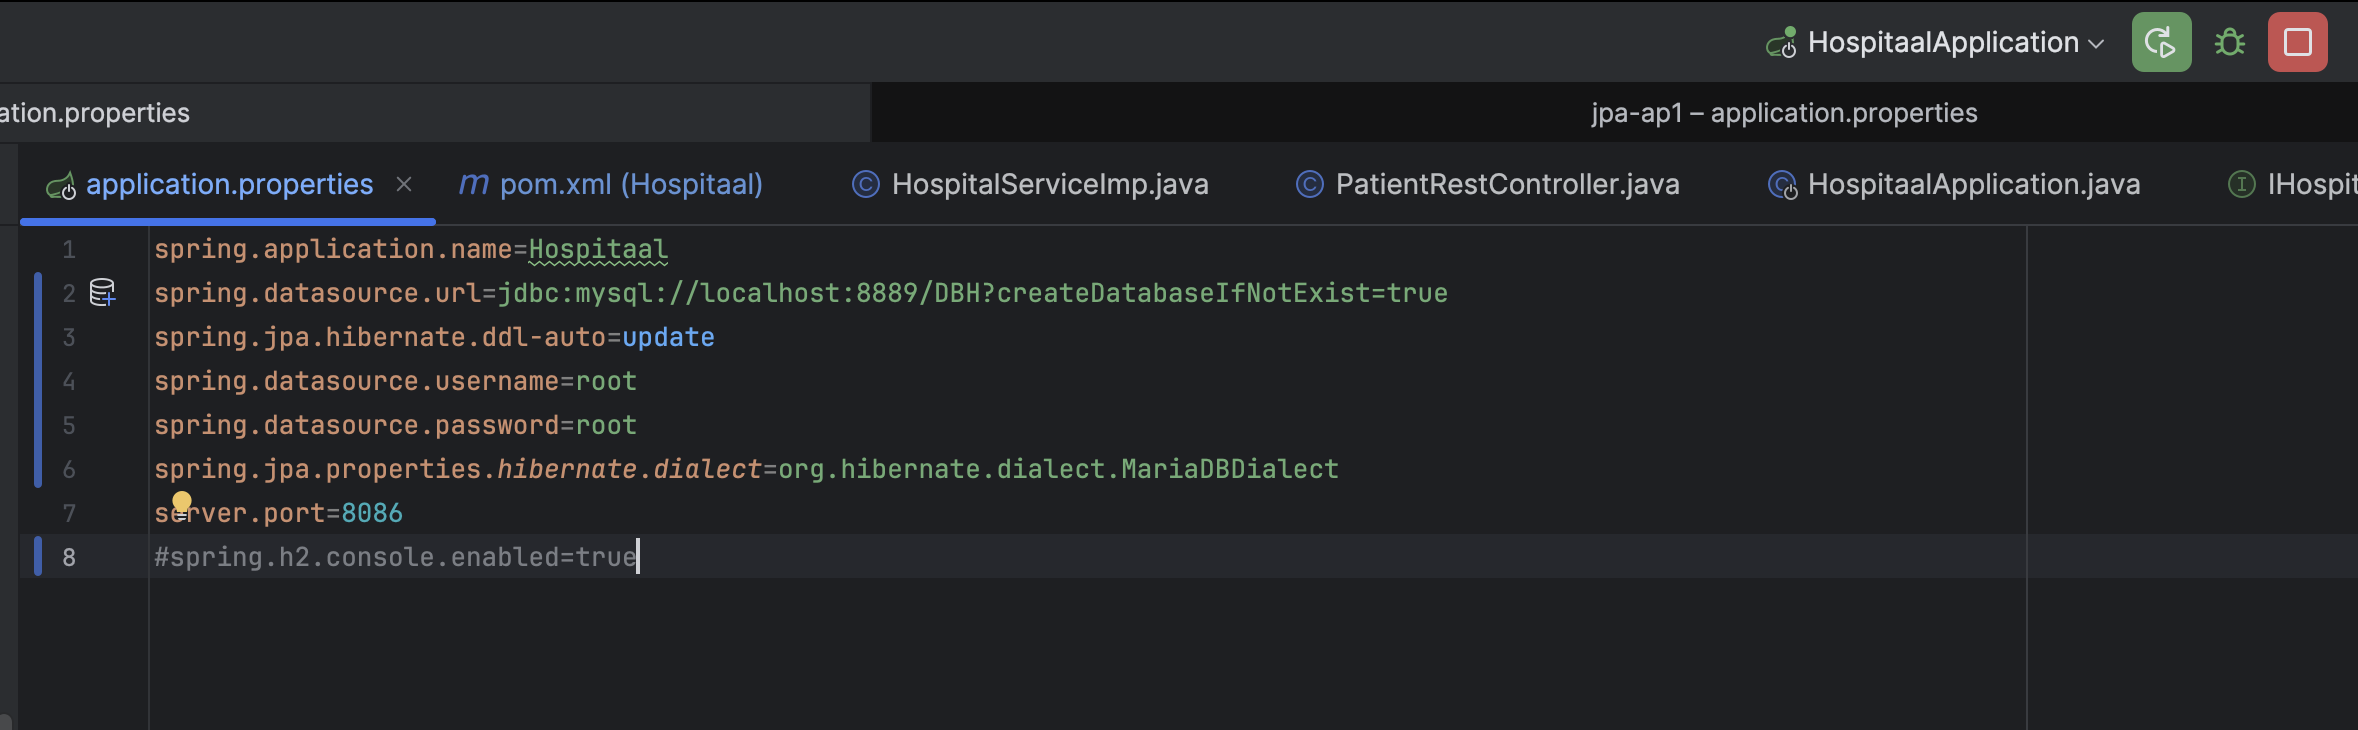 HospitaalApplication
ation.properties
jpa-ap1 – application.properties
application.properties
m pom.xml (Hospitaal)
C HospitalServiceImp.java
C PatientRestController.java
C HospitaalApplication.java
I IHospit
1 spring.application.name=Hospitaal
2 spring.datasource.url=jdbc:mysql://localhost:8889/DBH?createDatabaseIfNotExist=true
3 spring.jpa.hibernate.ddl-auto=update
4 spring.datasource.username=root
5 spring.datasource.password=root
6 spring.jpa.properties.hibernate.dialect=org.hibernate.dialect.MariaDBDialect
7 server.port=8086
8 #spring.h2.console.enabled=true